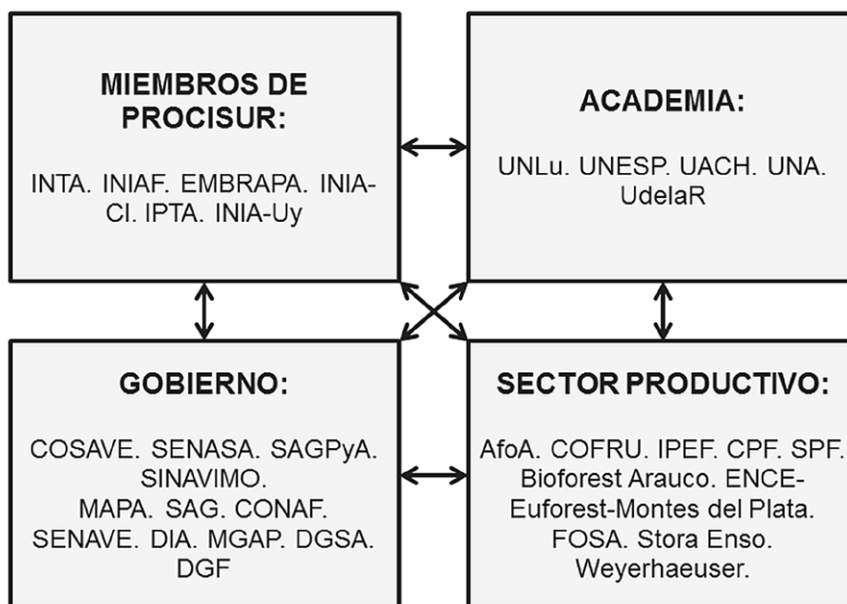 MIEMBROS DE
PROCISUR:
INTA. INIAF. EMBRAPA. INIA-
CI. IPTA. INIA-Uy
ACADEMIA:
UNLu. UNESP. UACH. UNA.
UdelaR
GOBIERNO:
COSAVE. SENASA. SAGPyA.
SINAVIMO.
MAPA. SAG. CONAF.
SENAVE. DIA. MGAP. DGSA.
DGF
SECTOR PRODUCTIVO:
AfoA. COFRU. IPEF. CPF. SPF.
Bioforest Arauco. ENCE-
Euforest-Montes del Plata.
FOSA. Stora Enso.
Weyerhaeuser.